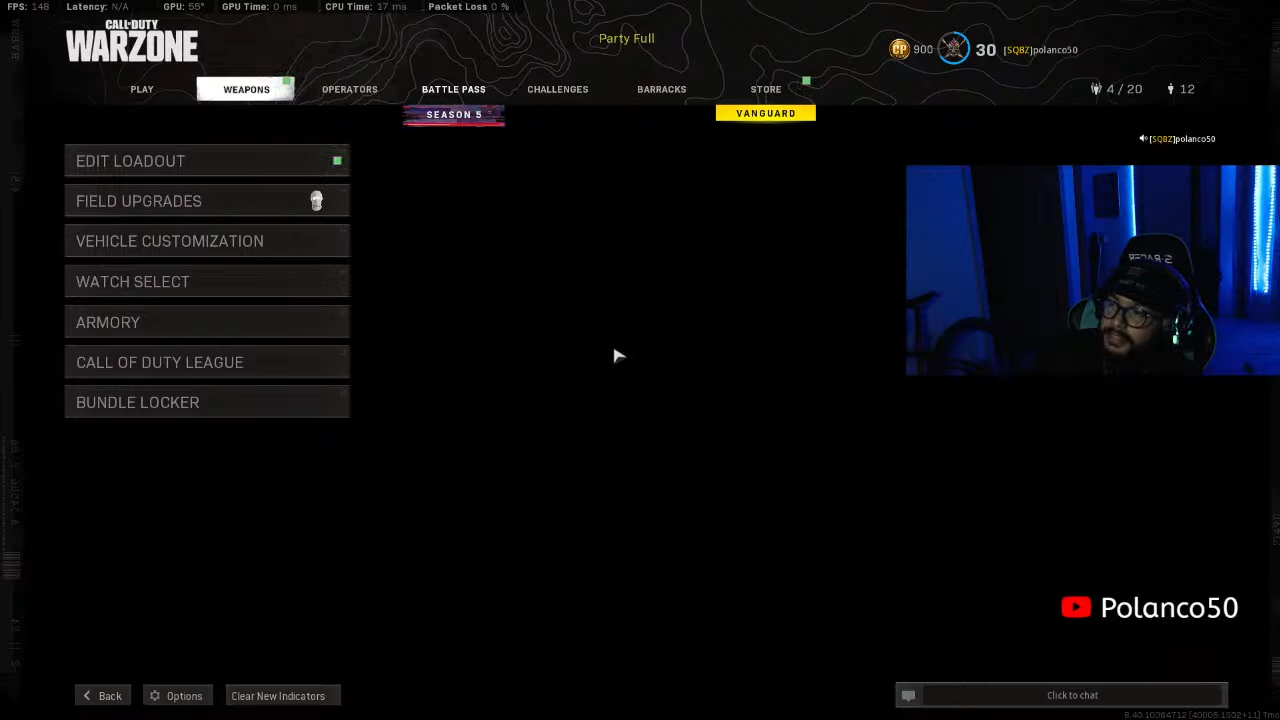 FPS: 148 Latency: N/A GPU: 55° GPU Time: 0 ms CPU Time: 17 ms Packet Loss 0 %
CALL OF DUTY
WARZONE
Party Full
CP 900 30 [SQBZ]polanco50
PLAY WEAPONS OPERATORS BATTLE PASS CHALLENGES BARRACKS STORE 4 / 20 12
SEASON 5 VANGUARD
[SQBZ]polanco50
EDIT LOADOUT
FIELD UPGRADES
VEHICLE CUSTOMIZATION
WATCH SELECT
ARMORY
CALL OF DUTY LEAGUE
BUNDLE LOCKER
Polanco50
Back Options Clear New Indicators Click to chat